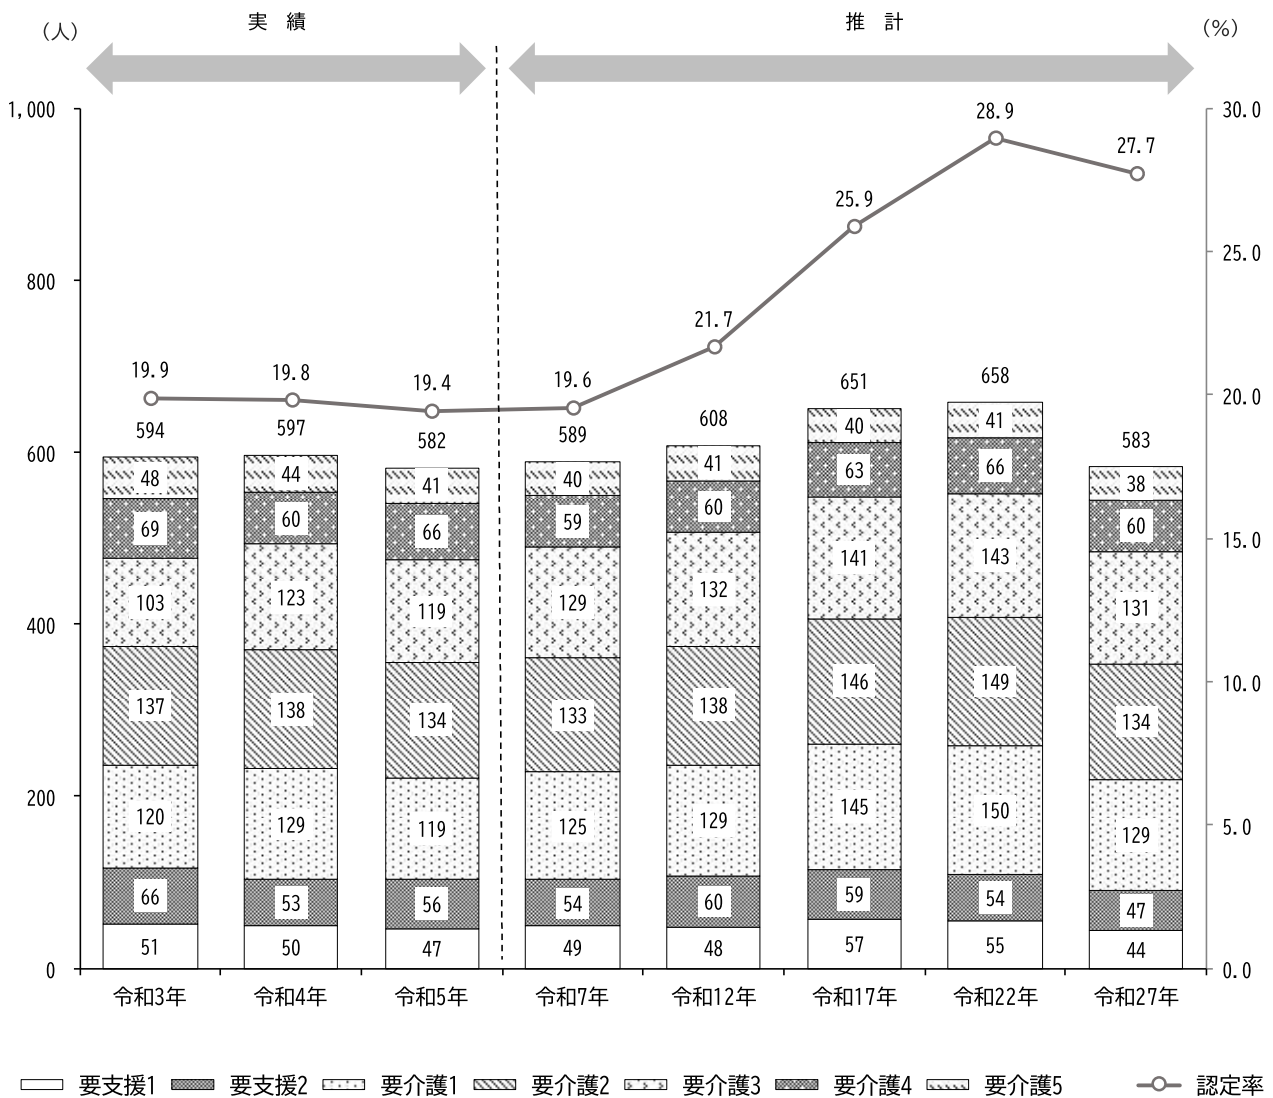 実 績 推 計
（人） （%）
1,000 30.0
28.9
27.7
25.9
25.0
800
21.7
19.9 19.8 19.4 19.6
20.0
594 597 582 589 608 651 658 583
600
48 44 41 40 41 40 41 38
69 60 66 59 60 63 66 60
15.0
103 123 119 129 132 141 143 131
400
10.0
137 138 134 133 138 146 149 134
200
5.0
120 129 119 125 129 145 150 129
66 53 56 54 60 59 54 47
51 50 47 49 48 57 55 44
0 0.0
令和3年 令和4年 令和5年 令和7年 令和12年 令和17年 令和22年 令和27年
要支援1 要支援2 要介護1 要介護2 要介護3 要介護4 要介護5 認定率